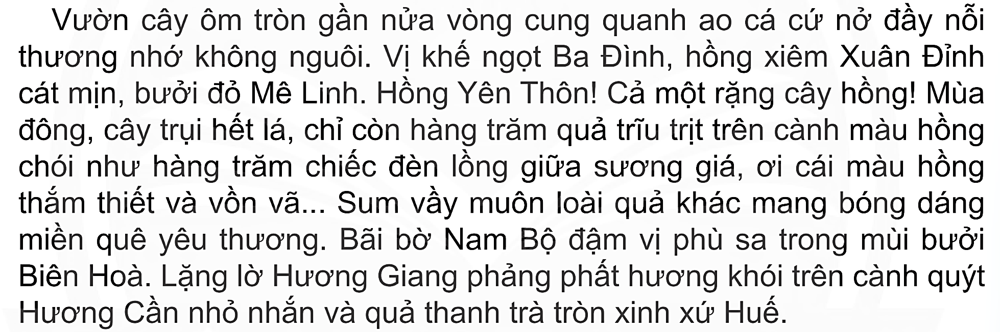 Vườn cây ôm tròn gần nửa vòng cung quanh ao cá cứ nở đầy nỗi
thương nhớ không nguôi. Vị khế ngọt Ba Đình, hồng xiêm Xuân Đỉnh
cát mịn, bưởi đỏ Mê Linh. Hồng Yên Thôn! Cả một rặng cây hồng! Mùa
đông, cây trụi hết lá, chỉ còn hàng trăm quả trĩu trịt trên cành màu hồng
chói như hàng trăm chiếc đèn lồng giữa sương giá, ơi cái màu hồng
thắm thiết và vồn vã... Sum vầy muôn loài quả khác mang bóng dáng
miền quê yêu thương. Bãi bờ Nam Bộ đậm vị phù sa trong mùi bưởi
Biên Hoà. Lặng lờ Hương Giang phảng phất hương khói trên cành quýt
Hương Cần nhỏ nhắn và quả thanh trà tròn xinh xứ Huế.